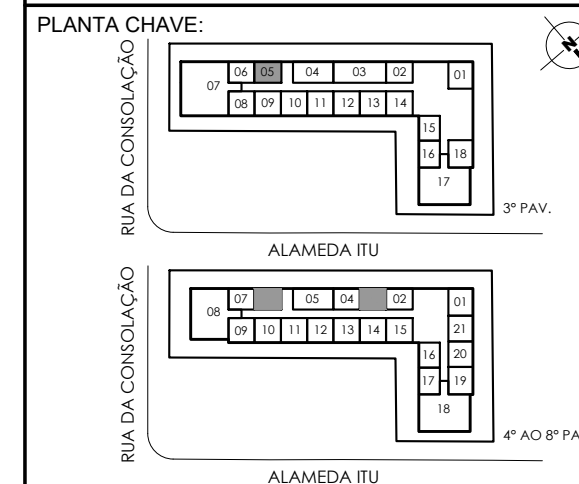 PLANTA CHAVE:
N
RUA DA CONSOLAÇÃO
06 05 04 03 02 01
07
08 09 10 11 12 13 14
15
16 18
17
3º PAV.
ALAMEDA ITU
RUA DA CONSOLAÇÃO
07 05 04 02 01
08
09 10 11 12 13 14 15 21
16 20
17 19
18
4º AO 8º PA
ALAMEDA ITU